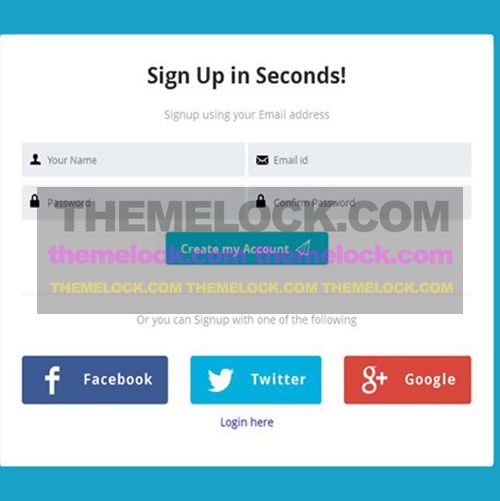 Sign Up in Seconds!
Signup using your Email address
Your Name Email id
Password Confirm Password
THEMELOCK.COM
Create my Account
themelock.com themelock.com
THEMELOCK.COM THEMELOCK.COM THEMELOCK.COM
Or you can Signup with one of the following
f Facebook Twitter g+ Google
Login here